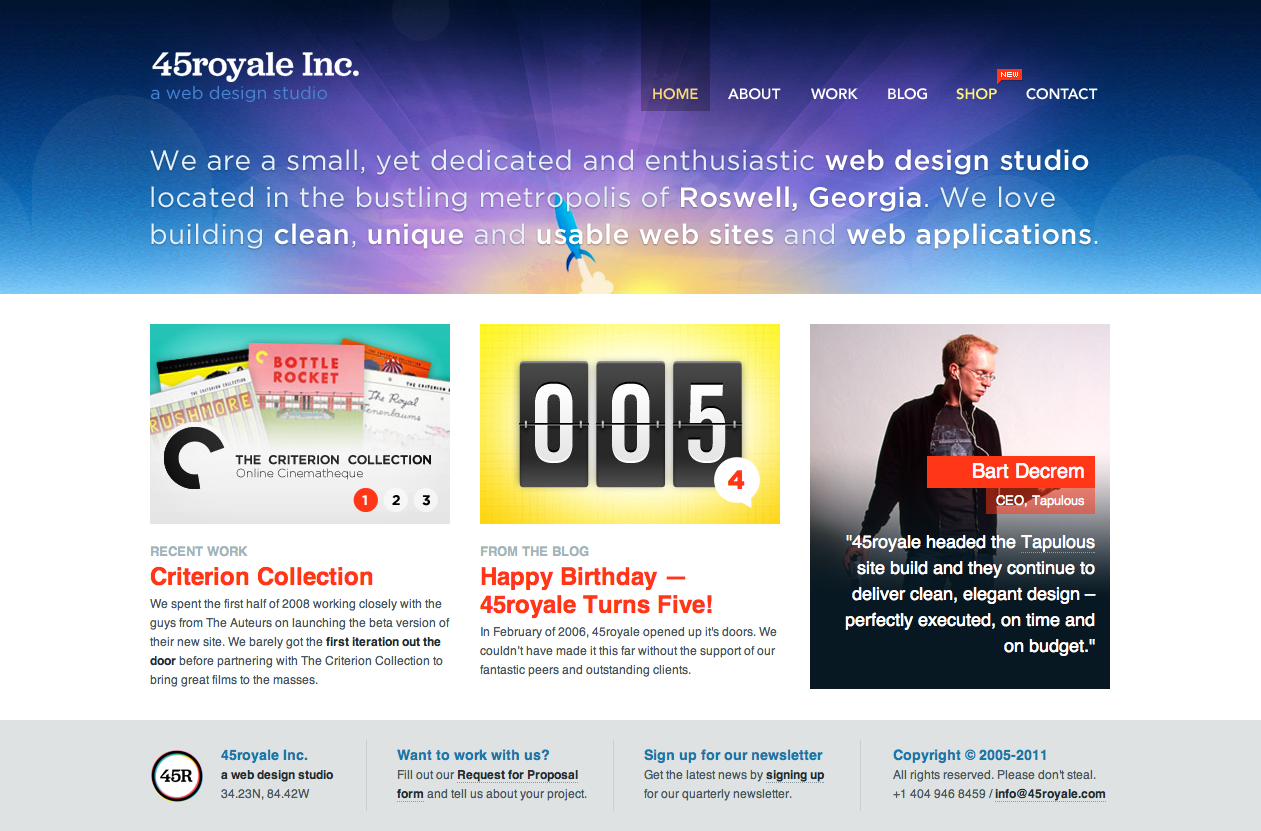 45royale Inc.
a web design studio
NEW
HOME ABOUT WORK BLOG SHOP CONTACT
We are a small, yet dedicated and enthusiastic web design studio
located in the bustling metropolis of Roswell, Georgia. We love
building clean, unique and usable web sites and web applications.
THE CRITERION COLLECTION
BOTTLE
ROCKET
THE CRITERION COLLECTION
RUSHMORE
The Royal
Tenenbaums
THE CRITERION COLLECTION
Online Cinematheque
1 2 3
RECENT WORK
Criterion Collection
We spent the first half of 2008 working closely with the
guys from The Auteurs on launching the beta version of
their new site. We barely got the first iteration out the
door before partnering with The Criterion Collection to
bring great films to the masses.
005
4
FROM THE BLOG
Happy Birthday —
45royale Turns Five!
In February of 2006, 45royale opened up it's doors. We
couldn't have made it this far without the support of our
fantastic peers and outstanding clients.
Bart Decrem
CEO, Tapulous
"45royale headed the Tapulous
site build and they continue to
deliver clean, elegant design –
perfectly executed, on time and
on budget."
45R
45royale Inc.
a web design studio
34.23N, 84.42W
Want to work with us?
Fill out our Request for Proposal
form and tell us about your project.
Sign up for our newsletter
Get the latest news by signing up
for our quarterly newsletter.
Copyright © 2005-2011
All rights reserved. Please don't steal.
+1 404 946 8459 / info@45royale.com